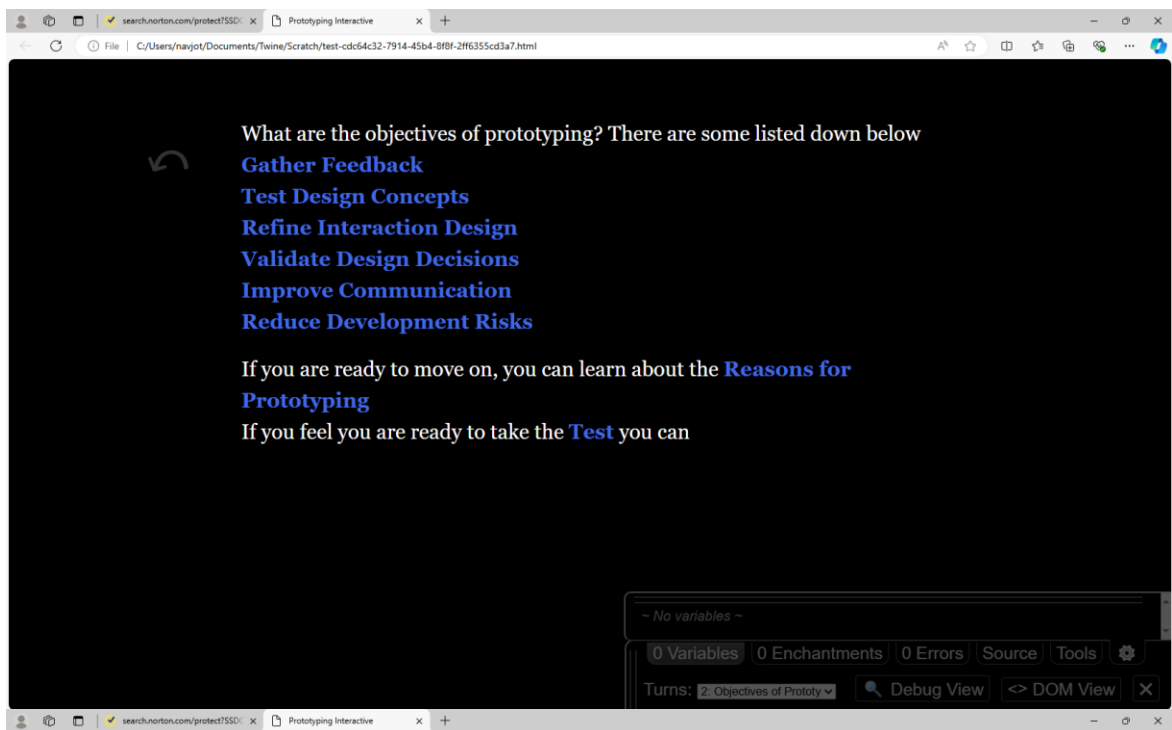 search.norton.com/protect?SSDC
Prototyping Interactive
File | C:/Users/navjot/Documents/Twine/Scratch/test-cdc64c32-7914-45b4-8f8f-2ff6355cd3a7.html
What are the objectives of prototyping? There are some listed down below
Gather Feedback
Test Design Concepts
Refine Interaction Design
Validate Design Decisions
Improve Communication
Reduce Development Risks
If you are ready to move on, you can learn about the Reasons for
Prototyping
If you feel you are ready to take the Test you can
~ No variables ~
0 Variables 0 Enchantments 0 Errors Source Tools
Turns: 2: Objectives of Prototy Debug View <> DOM View X
search.norton.com/protect?SSDC
Prototyping Interactive